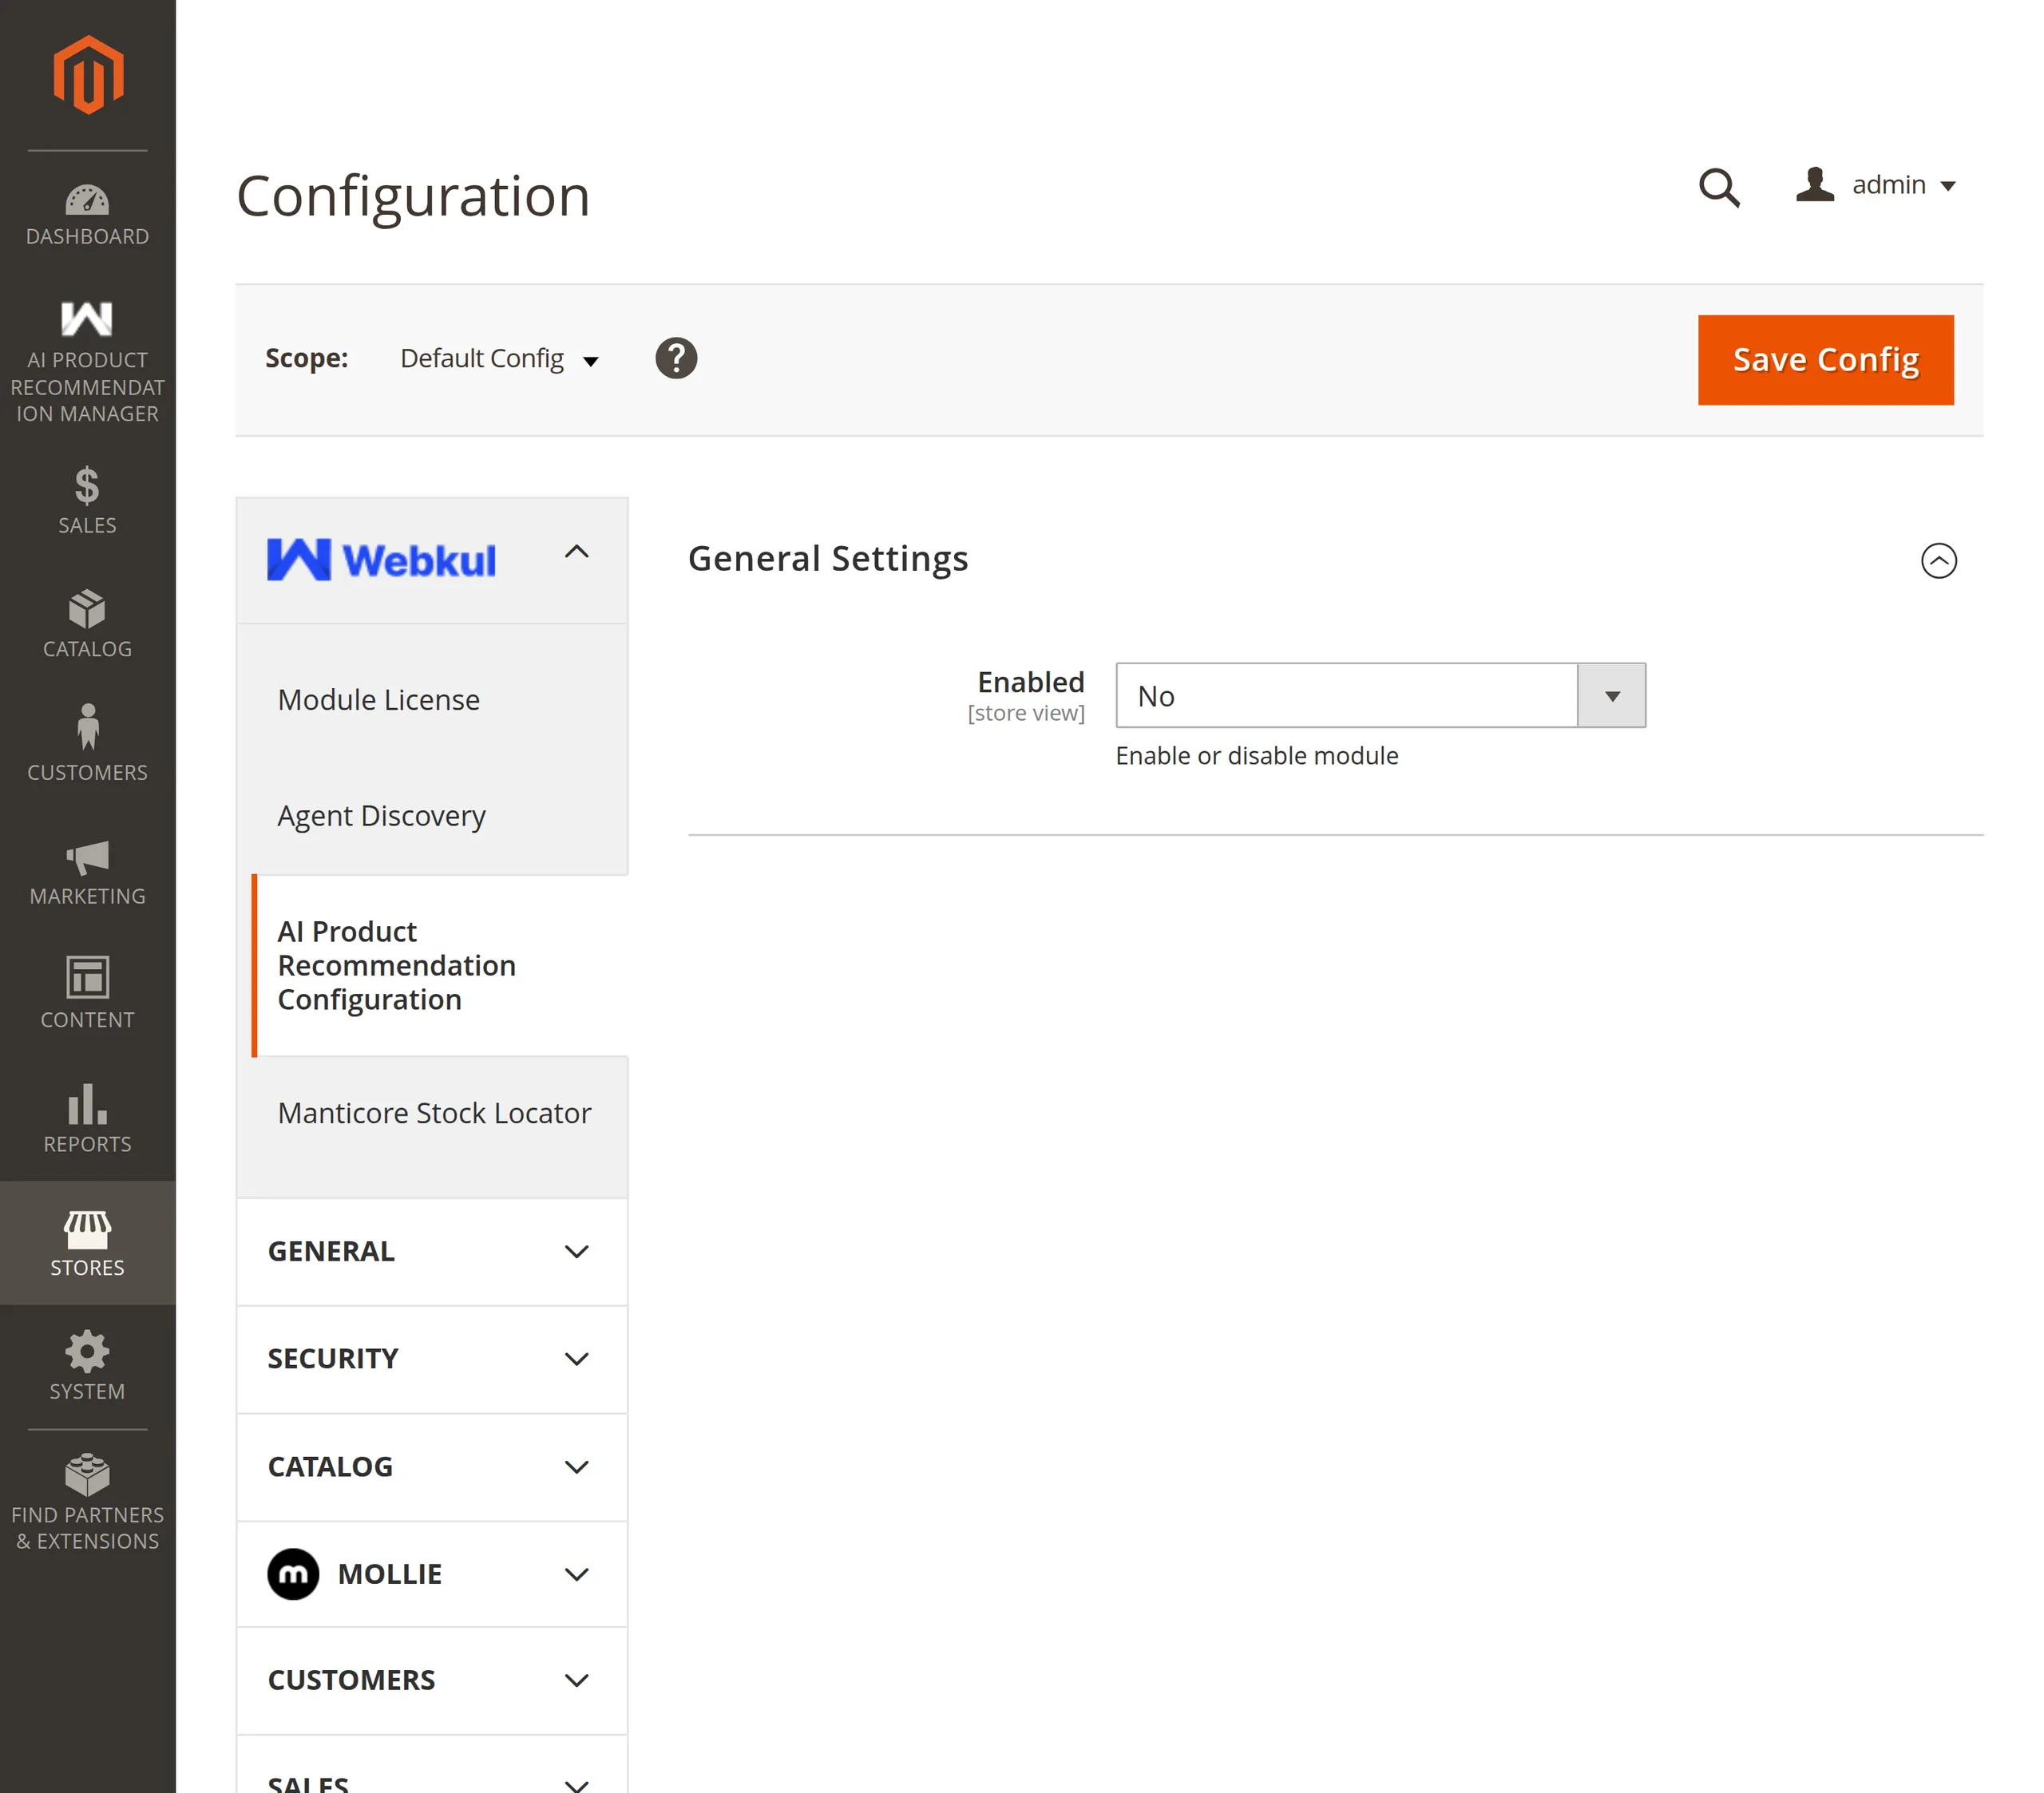 DASHBOARD
AI PRODUCT
RECOMMENDAT
ION MANAGER
SALES
CATALOG
CUSTOMERS
MARKETING
CONTENT
REPORTS
STORES
SYSTEM
FIND PARTNERS
& EXTENSIONS
Configuration
admin
Scope: Default Config ?
Save Config
Webkul
Module License
Agent Discovery
AI Product
Recommendation
Configuration
Manticore Stock Locator
GENERAL
SECURITY
CATALOG
m MOLLIE
CUSTOMERS
SALES
General Settings
Enabled No
[store view]
Enable or disable module